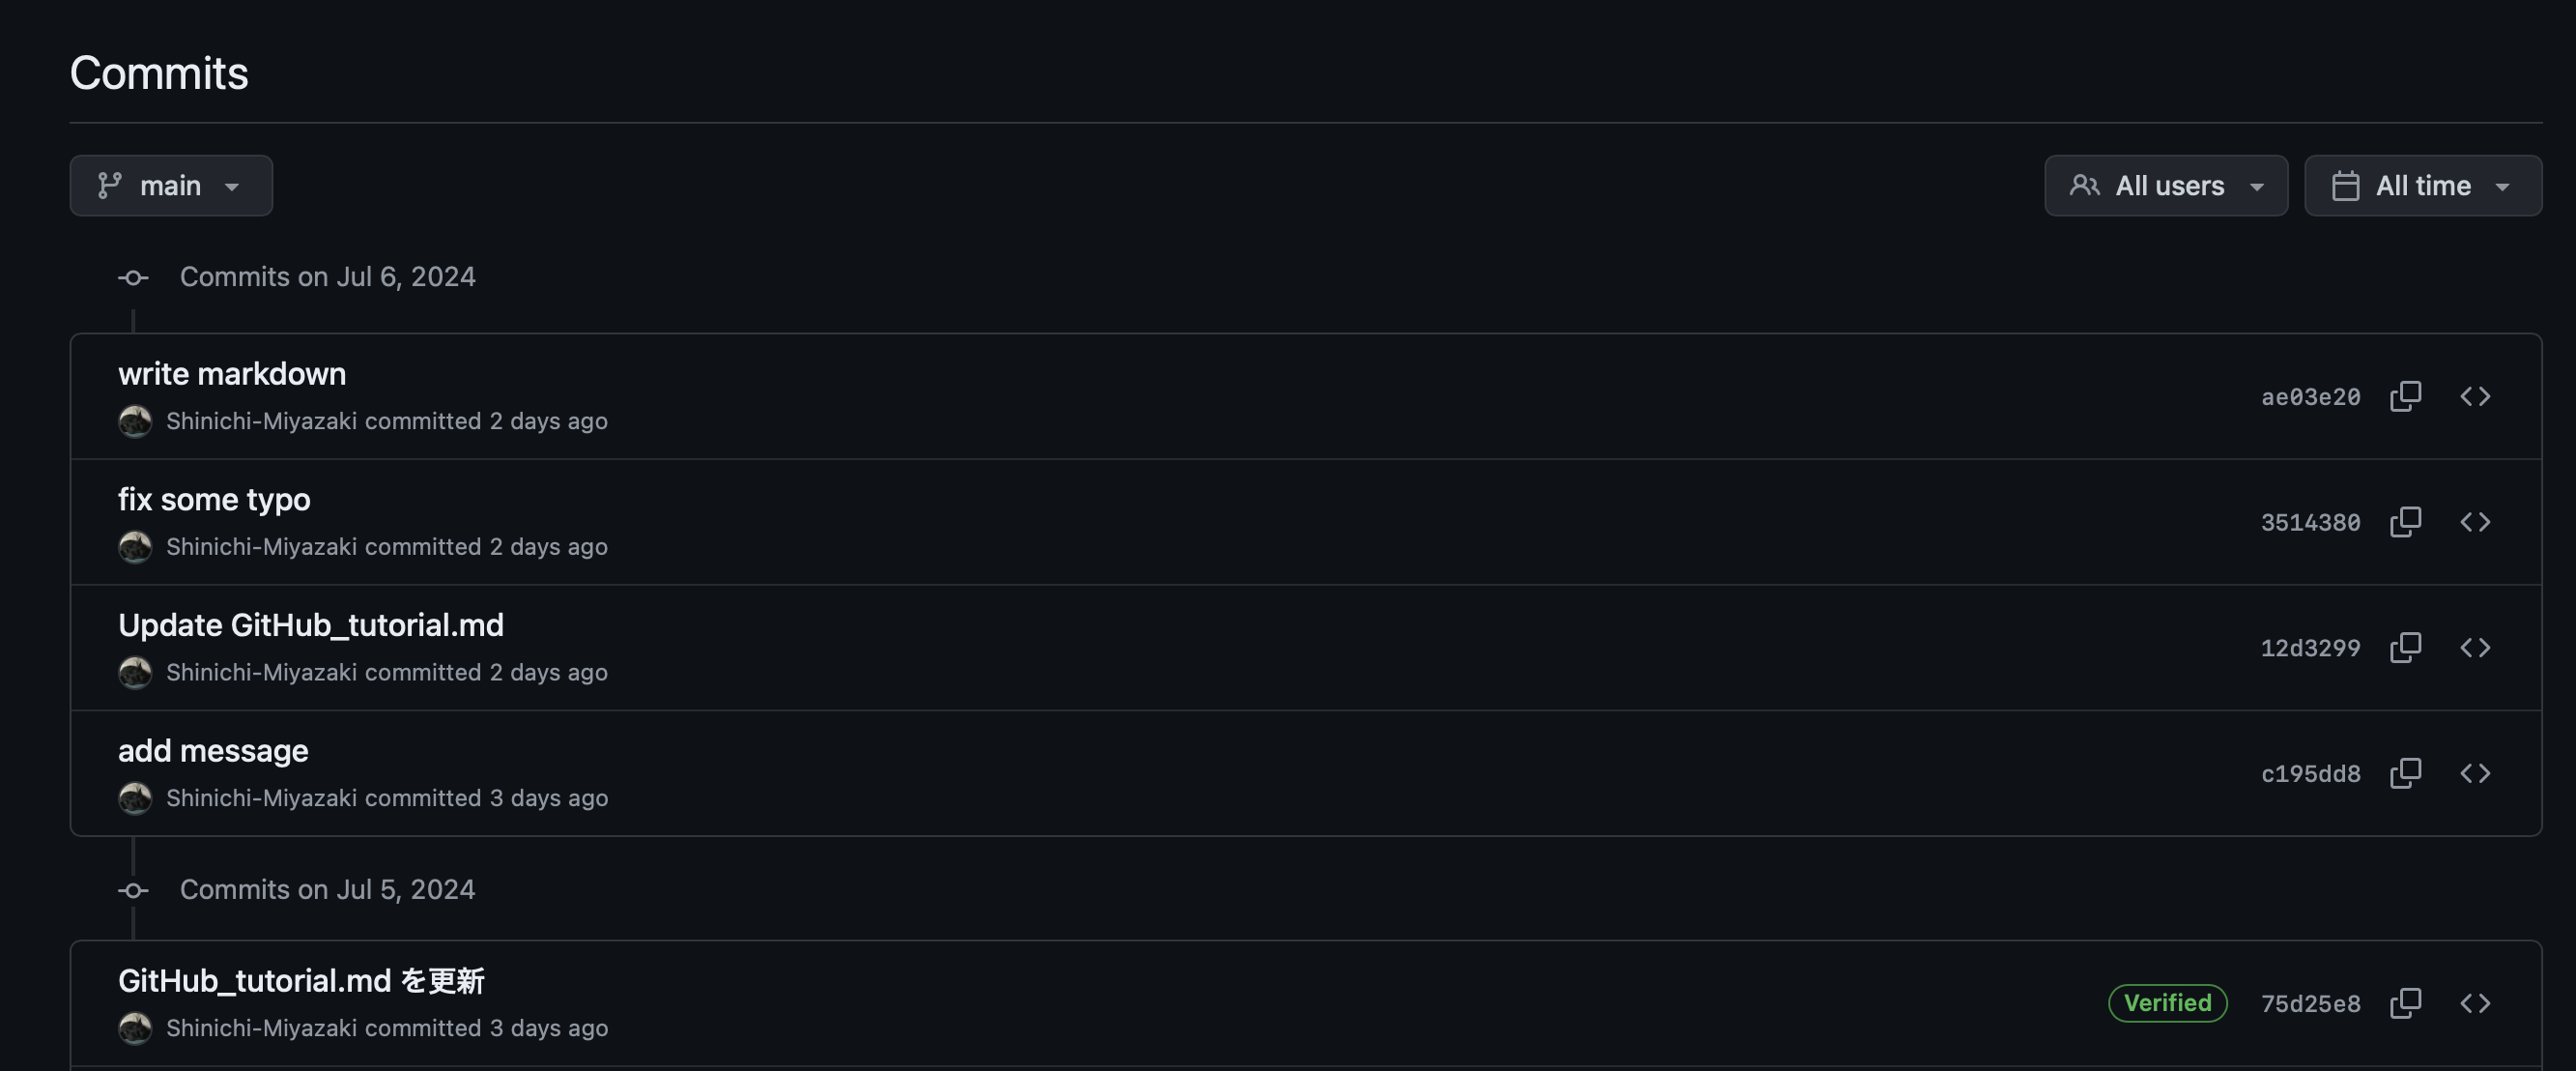 Commits
main
All users
All time
Commits on Jul 6, 2024
write markdown
Shinichi-Miyazaki committed 2 days ago
ae03e20
fix some typo
Shinichi-Miyazaki committed 2 days ago
3514380
Update GitHub_tutorial.md
Shinichi-Miyazaki committed 2 days ago
12d3299
add message
Shinichi-Miyazaki committed 3 days ago
c195dd8
Commits on Jul 5, 2024
GitHub_tutorial.md を更新
Shinichi-Miyazaki committed 3 days ago
Verified
75d25e8